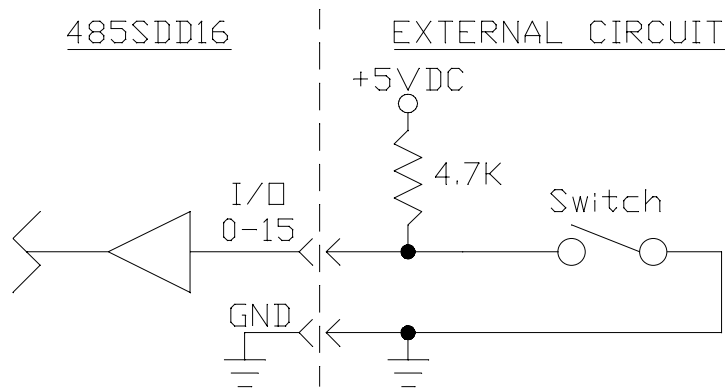 485SDD16
EXTERNAL CIRCUIT
+5VDC
4.7K
I/O
0-15
Switch
GND